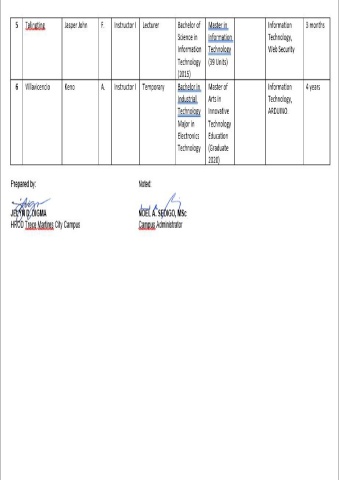 5 Talingting Jasper John F. Instructor I Lecturer Bachelor of Master in Information 3 months
Science in Information Technology,
Information Technology Web Security
Technology (39 Units)
(2015)
6 Villavicencio Keno A. Instructor I Temporary Bachelor in Master of Information 4 years
Industrial Arts in Technology,
Technology Innovative ARDUINO
Major in Technology
Electronics Education
Technology (Graduate
2020)
Prepared by: Noted:
D. DIGMA NOEL A. SEDIGO, MSc
HRDO Trece Martires City Campus Campus Administrator